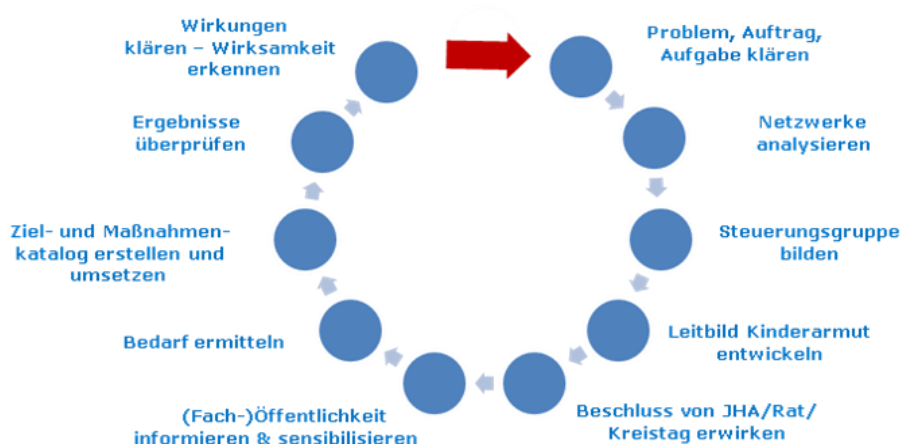 Problem, Auftrag,
Aufgabe klären
Netzwerke
analysieren
Steuerungsgruppe
bilden
Leitbild Kinderarmut
entwickeln
Beschluss von JHA/Rat/
Kreistag erwirken
(Fach-)Öffentlichkeit
informieren & sensibilisieren
Bedarf ermitteln
Ziel- und Maßnahmen-
katalog erstellen und
umsetzen
Ergebnisse
überprüfen
Wirkungen
klären – Wirksamkeit
erkennen